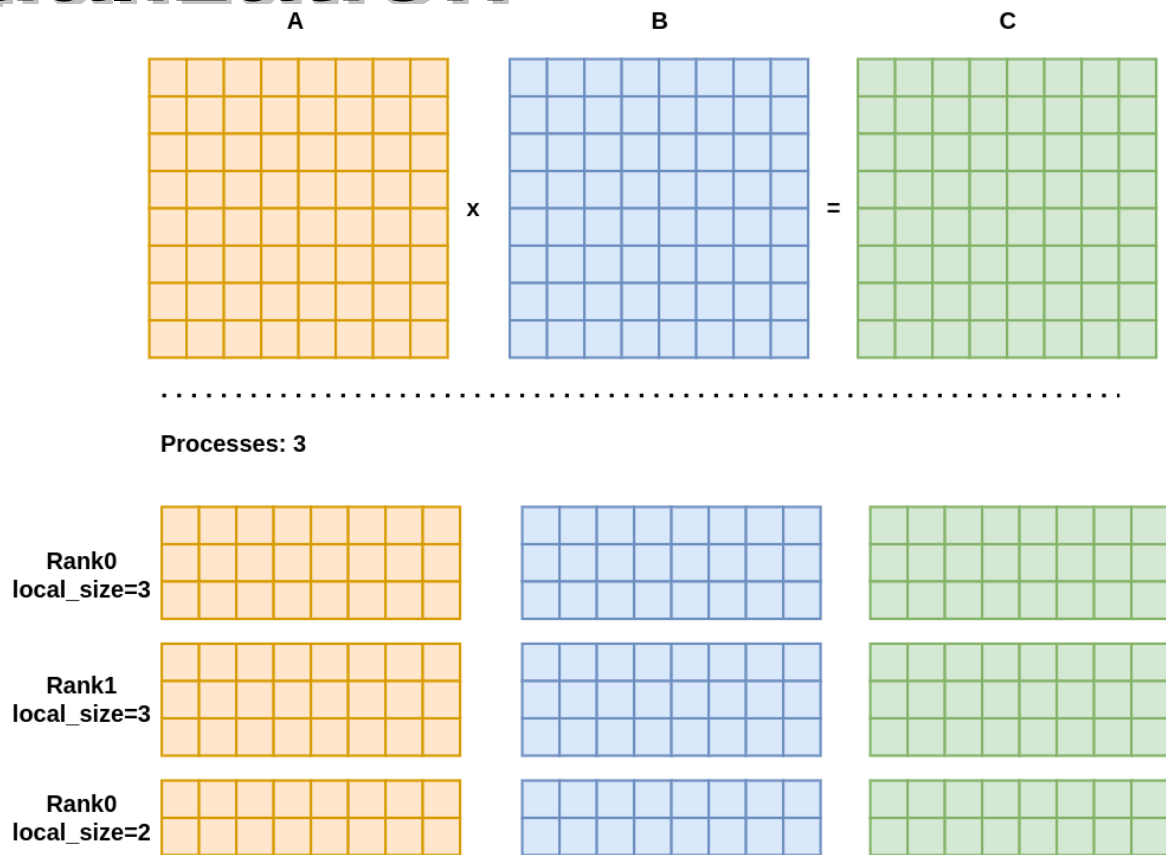 A B C
x =
Processes: 3
Rank0
local_size=3
Rank1
local_size=3
Rank0
local_size=2